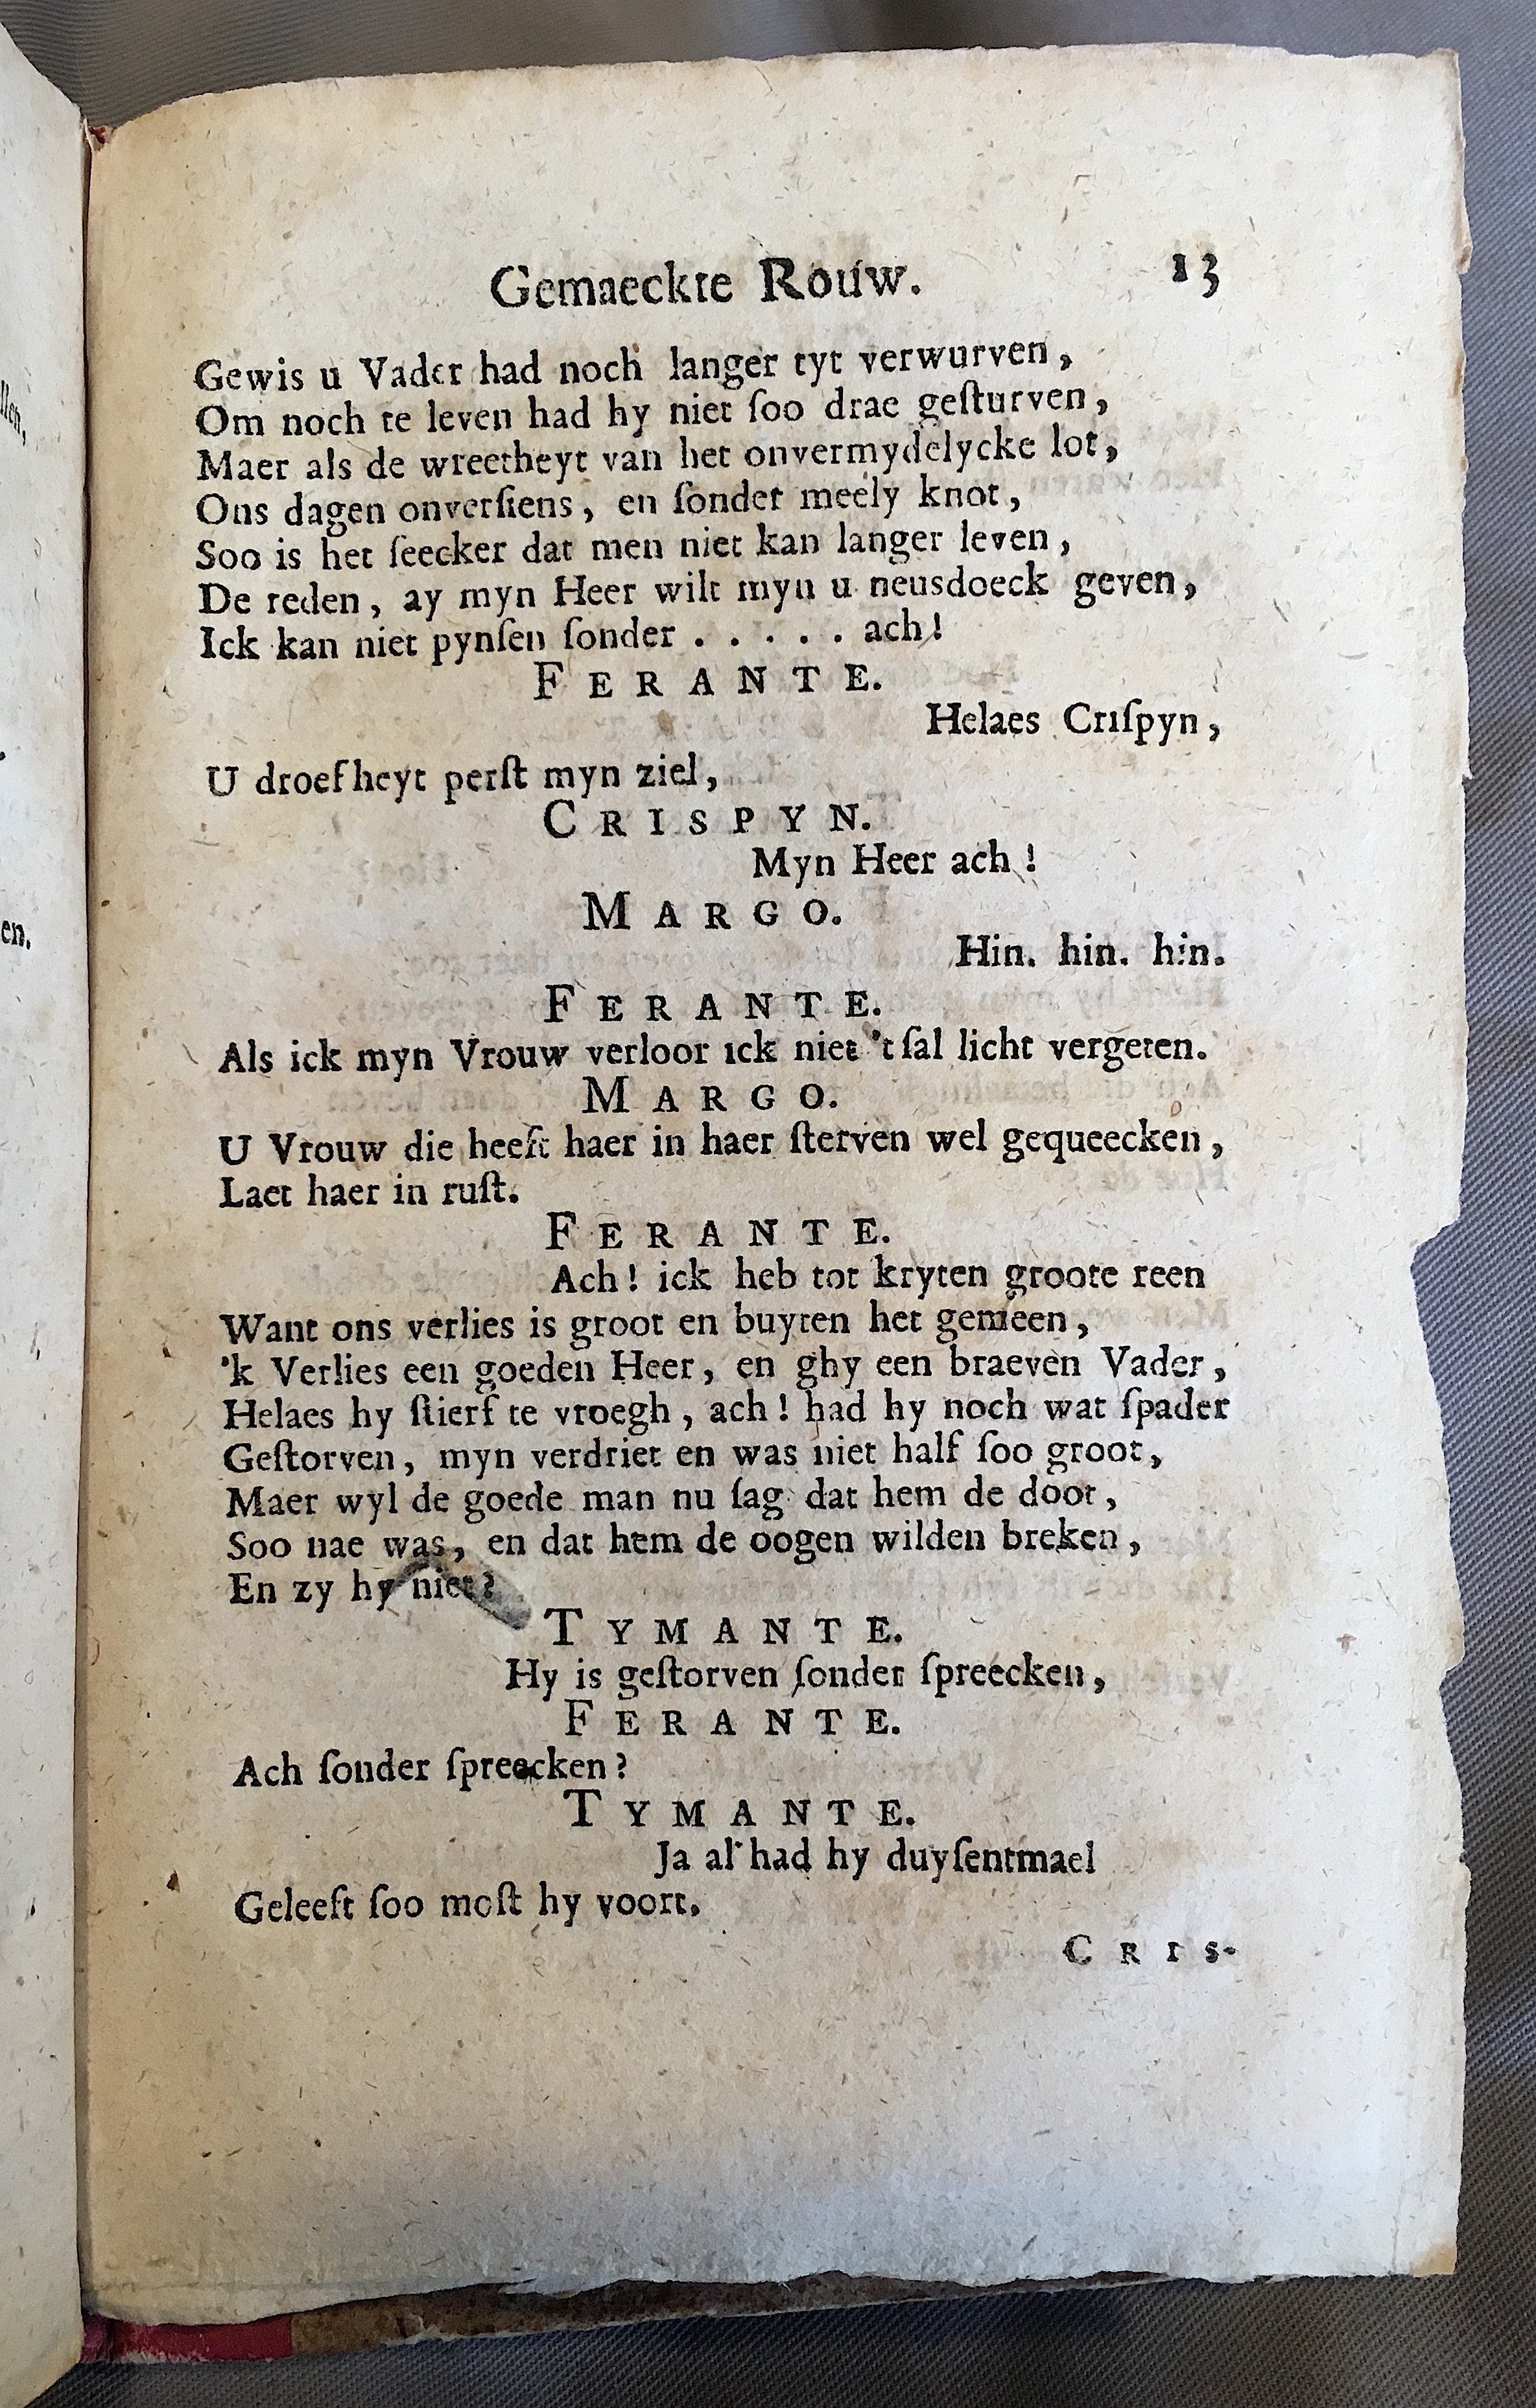 Gemaeckte Rouw. 13
Gewis u Vader had noch langer tyt verwurven,
Om noch te leven had hy niet ſoo drae geſturven,
Maer als de wreetheyt van het onvermydelycke lot,
Ons dagen onverſiens, en ſonder meely knot,
Soo is het ſeecker dat men niet kan langer leven,
De reden, ay myn Heer wilt myn u neusdoeck geven,
Ick kan niet pynſen ſonder . . . . . ach!
FERANTE.
Helaes Criſpyn,
U droefheyt perſt myn ziel,
CRISPYN.
Myn Heer ach!
MARGO.
Hin. hin. hin.
FERANTE.
Als ick myn Vrouw verloor ick niet 't ſal licht vergeten.
MARGO.
U Vrouw die heeft haer in haer ſterven wel gequeecken,
Laet haer in ruſt.
FERANTE.
Ach! ick heb tot kryten groote reen
Want ons verlies is groot en buyten het gemeen,
'k Verlies een goeden Heer, en ghy een braeven Vader,
Helaes hy ſtierf te vroegh, ach! had hy noch wat ſpader
Geſtorven, myn verdriet en was niet half ſoo groot,
Maer wyl de goede man nu ſag dat hem de doot,
Soo nae was, en dat hem de oogen wilden breken,
En zy hy niet?
TYMANTE.
Hy is geſtorven ſonder ſpreecken,
FERANTE.
Ach ſonder ſpreecken?
TYMANTE.
Ja al had hy duyſentmael
Geleeft ſoo moſt hy voort.
CRIS-
llen,
en.